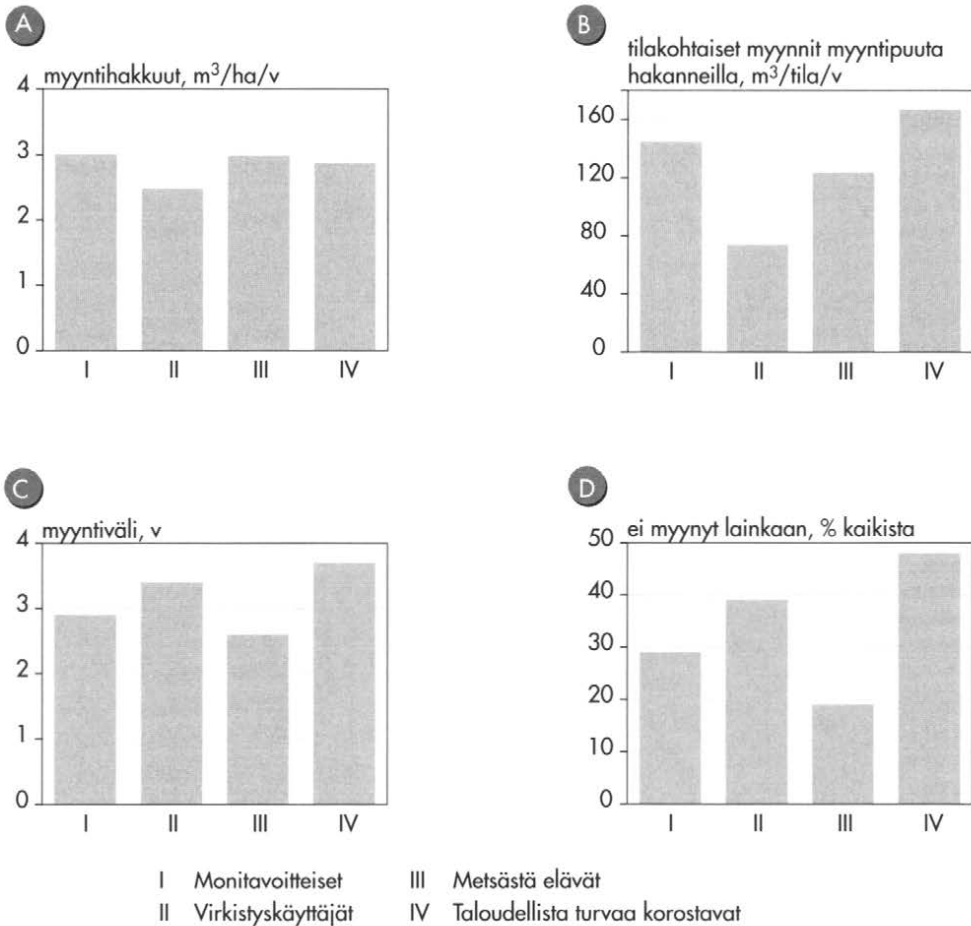 A
myyntihakkuut, m³/ha/v
4
3
2
1
0
I II III IV
B
tilakohtaiset myynnit myyntipuuta
hakanneilla, m³/tila/v
160
120
80
40
0
I II III IV
C
myyntiväli, v
4
3
2
1
0
I II III IV
D
ei myynyt lainkaan, % kaikista
50
40
30
20
10
0
I II III IV
I Monitavoitteiset III Metsästä elävät
II Virkistyskäyttäjät IV Taloudellista turvaa korostavat